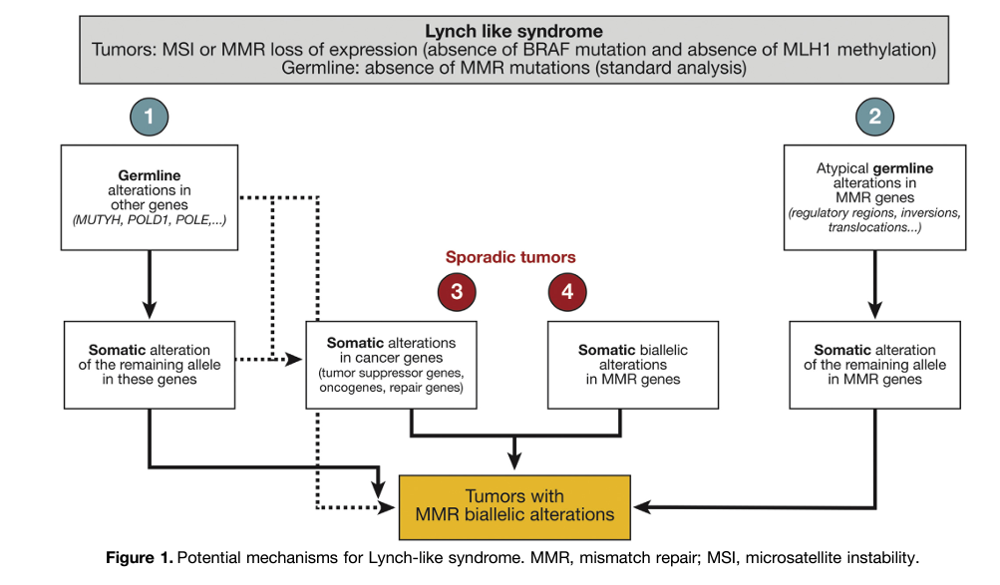 Lynch like syndrome
Tumors: MSI or MMR loss of expression (absence of BRAF mutation and absence of MLH1 methylation)
Germline: absence of MMR mutations (standard analysis)
1
2
Germline
alterations in
other genes
(MUTYH, POLD1, POLE,...)
Atypical germline
alterations in
MMR genes
(regulatory regions, inversions,
translocations...)
Sporadic tumors
3
4
Somatic alteration
of the remaining allele
in these genes
Somatic alterations
in cancer genes
(tumor suppressor genes,
oncogenes, repair genes)
Somatic biallelic
alterations
in MMR genes
Somatic alteration
of the remaining allele
in MMR genes
Tumors with
MMR biallelic alterations
Figure 1. Potential mechanisms for Lynch-like syndrome. MMR, mismatch repair; MSI, microsatellite instability.